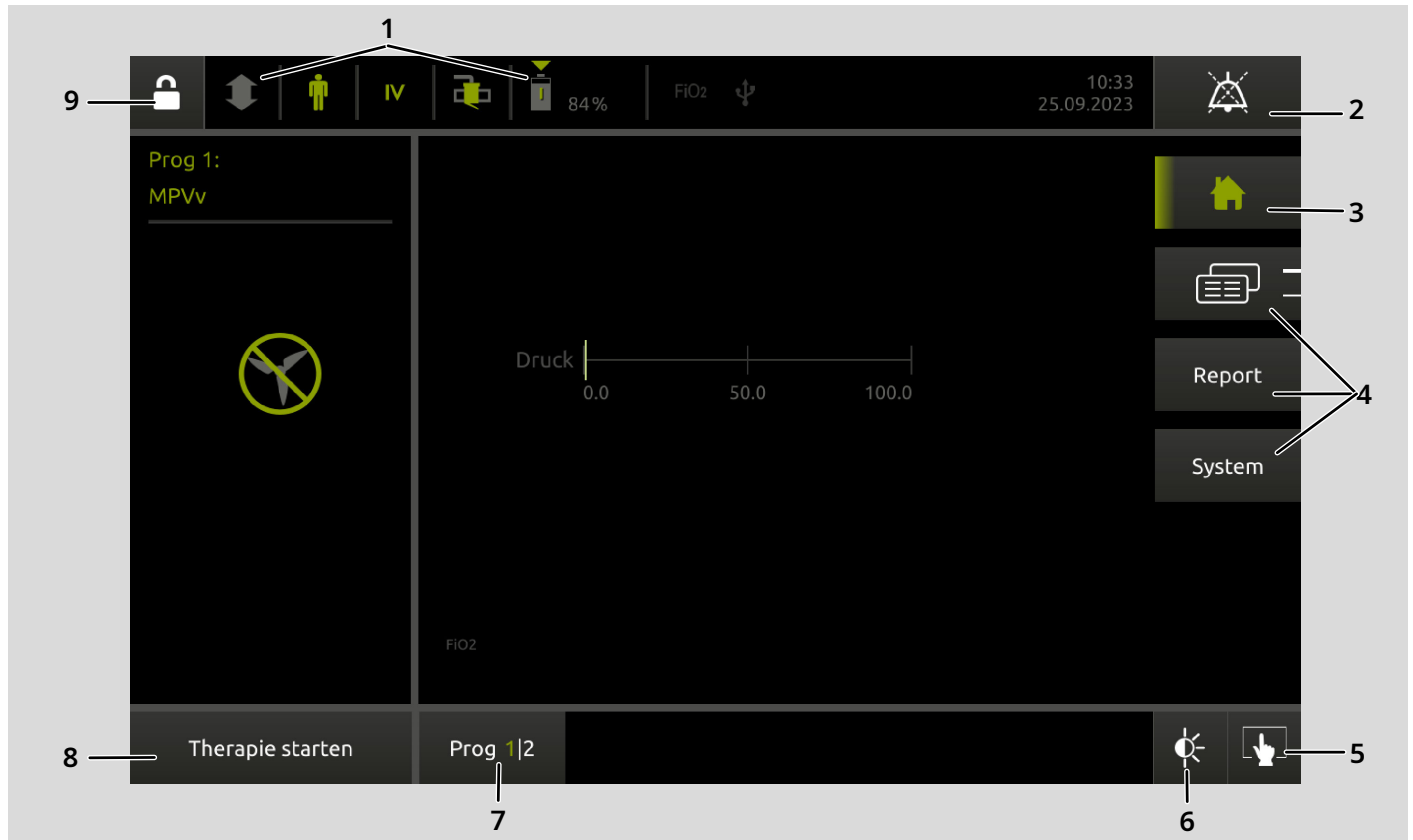 1
9
IV
84%
FiO2
10:33
25.09.2023
2
Prog 1:
MPVv
3
Druck
0.0 50.0 100.0
Report
4
System
FiO2
8
Therapie starten
Prog 1|2
5
7
6